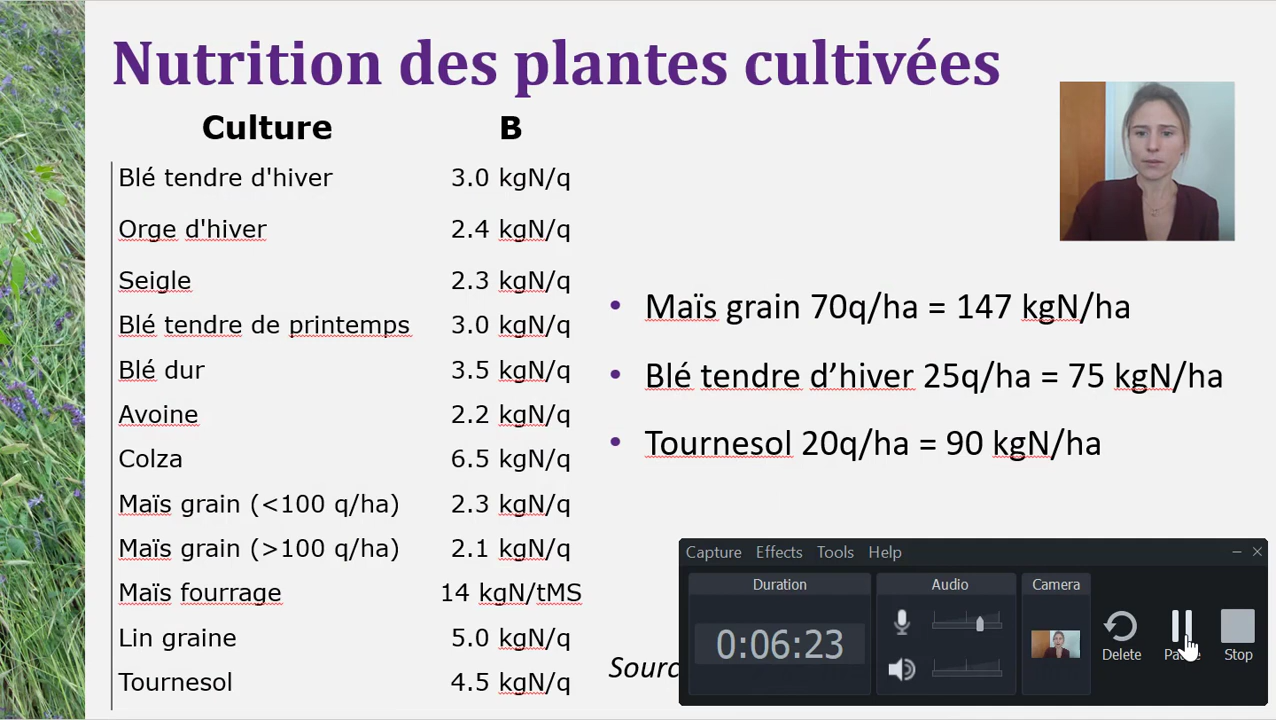 Nutrition des plantes cultivées
Culture B
Blé tendre d'hiver 3.0 kgN/q
Orge d'hiver 2.4 kgN/q
Seigle 2.3 kgN/q
Blé tendre de printemps 3.0 kgN/q
Blé dur 3.5 kgN/q
Avoine 2.2 kgN/q
Colza 6.5 kgN/q
Maïs grain (<100 q/ha) 2.3 kgN/q
Maïs grain (>100 q/ha) 2.1 kgN/q
Maïs fourrage 14 kgN/tMS
Lin graine 5.0 kgN/q
Tournesol 4.5 kgN/q
• Maïs grain 70q/ha = 147 kgN/ha
• Blé tendre d’hiver 25q/ha = 75 kgN/ha
• Tournesol 20q/ha = 90 kgN/ha
Capture Effects Tools Help
Duration Audio Camera
0:06:23
Delete Stop